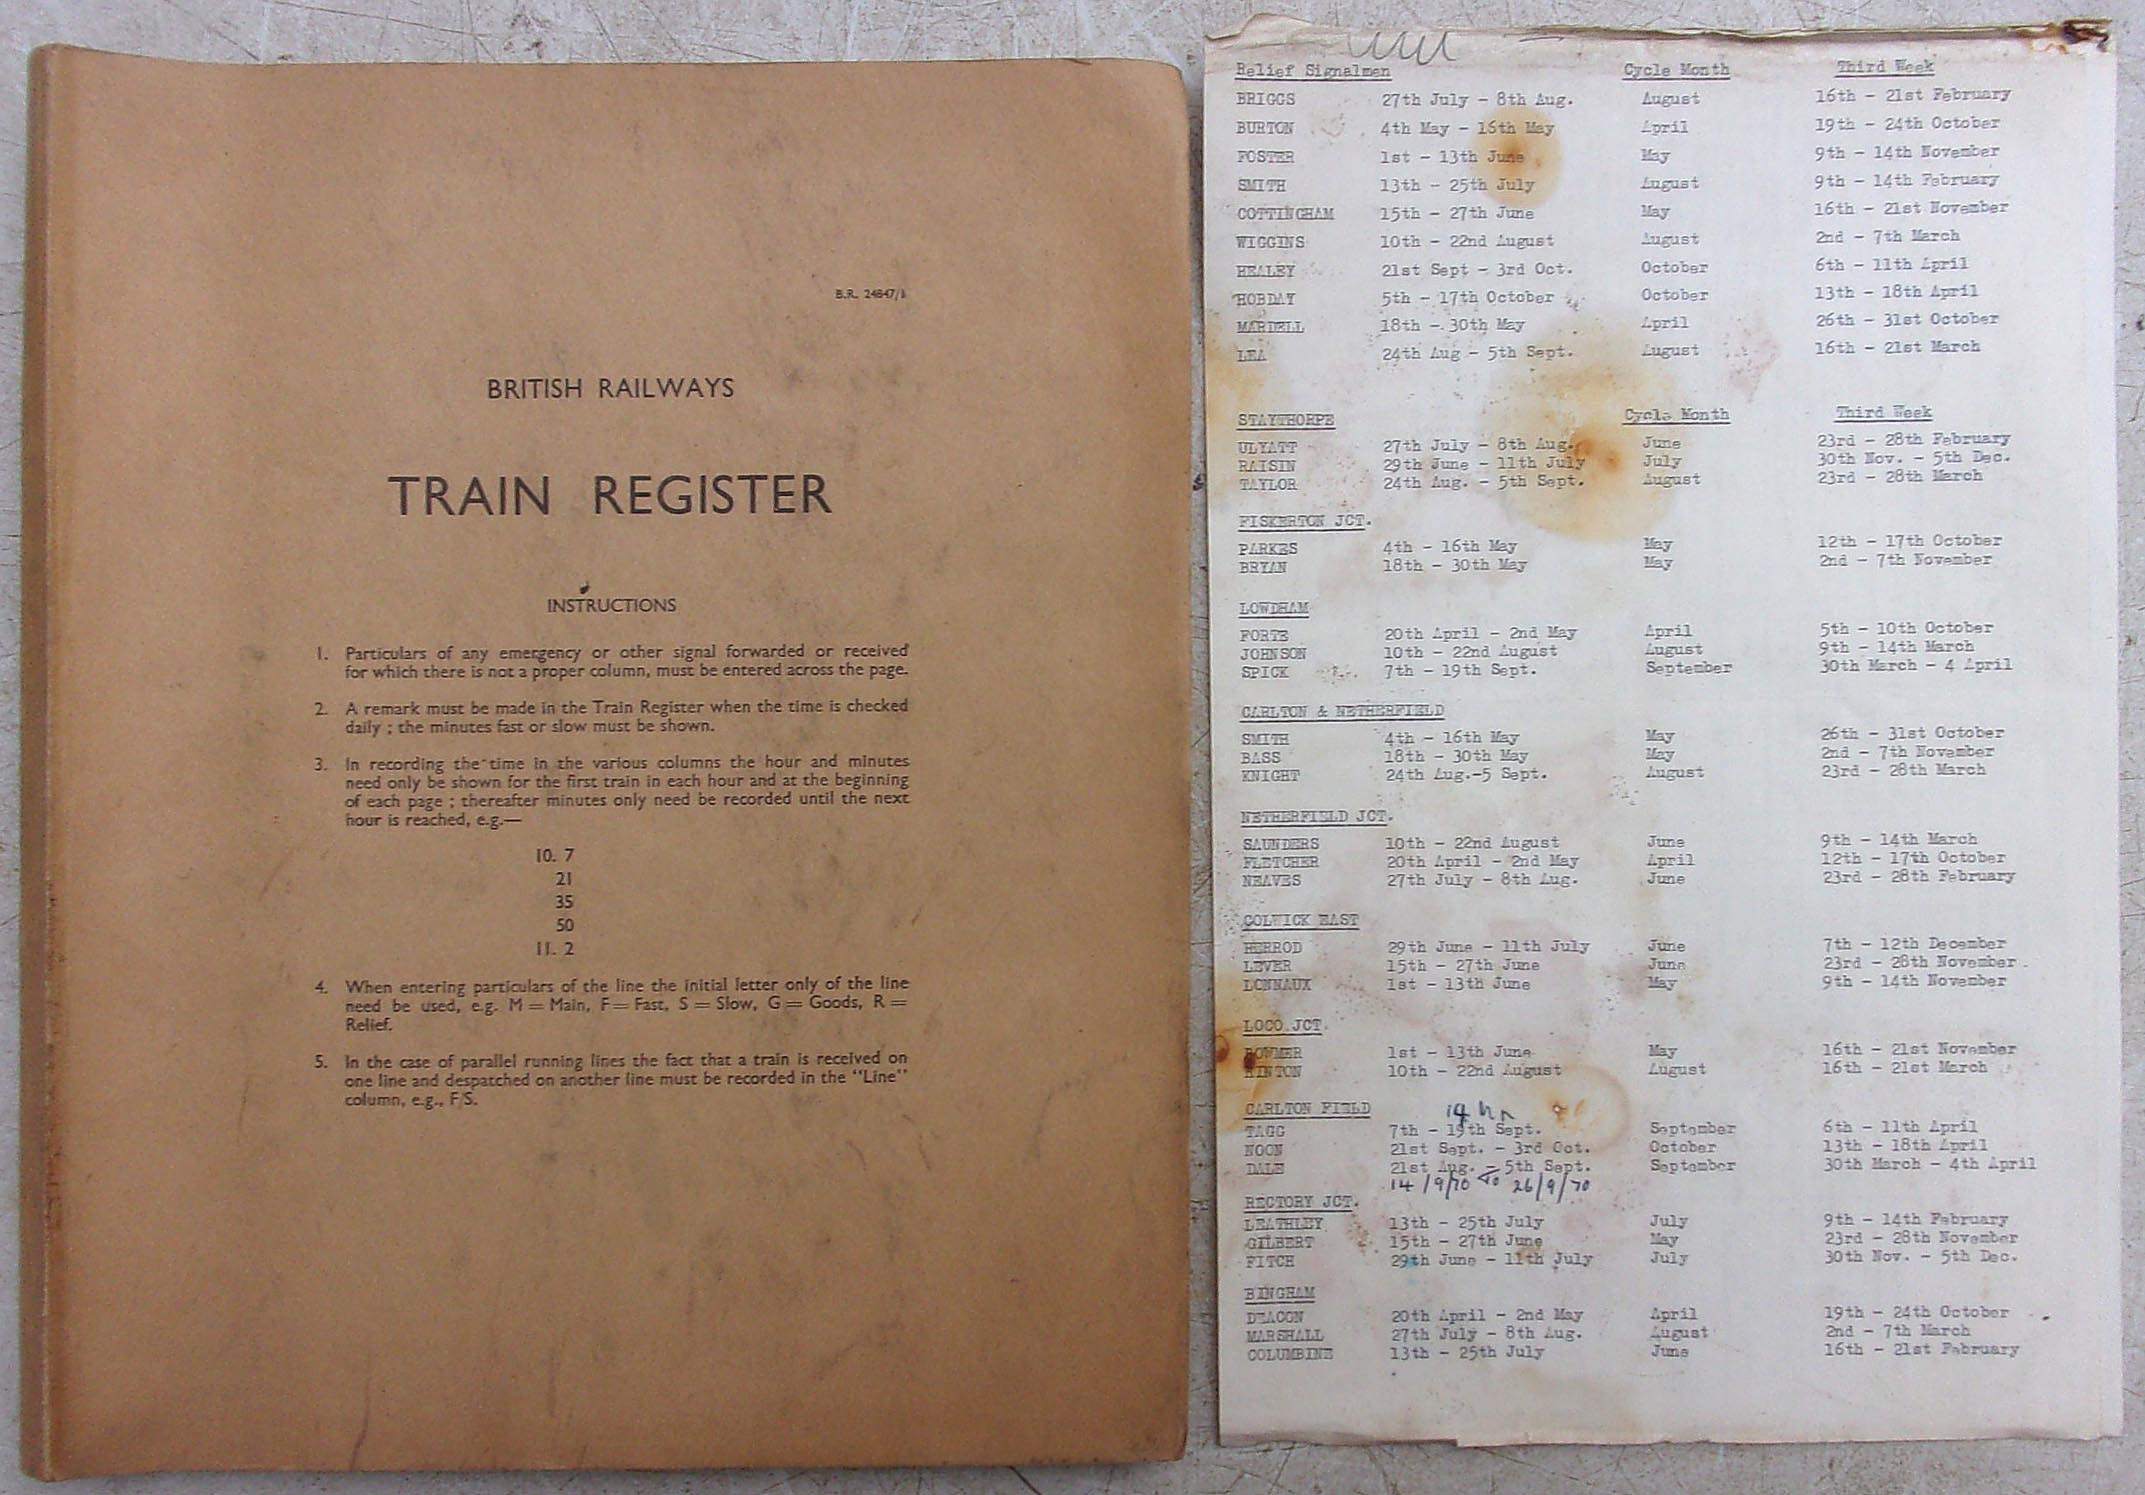 B.R. 24847/1
BRITISH RAILWAYS
TRAIN REGISTER
INSTRUCTIONS
1. Particulars of any emergency or other signal forwarded or received
for which there is not a proper column, must be entered across the page.
2. A remark must be made in the Train Register when the time is checked
daily ; the minutes fast or slow must be shown.
3. In recording the time in the various columns the hour and minutes
need only be shown for the first train in each hour and at the beginning
of each page ; thereafter minutes only need be recorded until the next
hour is reached, e.g.—
10. 7
21
35
50
11. 2
4. When entering particulars of the line the initial letter only of the line
need be used, e.g. M = Main, F = Fast, S = Slow, G = Goods, R =
Relief.
5. In the case of parallel running lines the fact that a train is received on
one line and despatched on another line must be recorded in the "Line"
column, e.g., F/S.
Relief Signalmen Cycle Month Third Week
BRIGGS 27th July - 8th Aug. August 16th - 21st February
BURTON 4th May - 16th May April 19th - 24th October
FOSTER 1st - 13th June May 9th - 14th November
SMITH 13th - 25th July August 9th - 14th February
COTTINGHAM 15th - 27th June May 16th - 21st November
WIGGINS 10th - 22nd August August 2nd - 7th March
HEALEY 21st Sept - 3rd Oct. October 6th - 11th April
HOBDAY 5th - 17th October October 13th - 18th April
MARDELL 18th - 30th May April 26th - 31st October
LEA 24th Aug - 5th Sept. August 16th - 21st March
STAYTHORPE Cycle Month Third Week
ULYATT 27th July - 8th Aug. June 23rd - 28th February
RAISIN 29th June - 11th July July 30th Nov. - 5th Dec.
TAYLOR 24th Aug. - 5th Sept. August 23rd - 28th March
FISKERTON JCT.
PARKES 4th - 16th May May 12th - 17th October
BRYAN 18th - 30th May May 2nd - 7th November
LOWDHAM
FORTE 20th April - 2nd May April 5th - 10th October
JOHNSON 10th - 22nd August August 9th - 14th March
SPICK 7th - 19th Sept. September 30th March - 4 April
CARLTON & NETHERFIELD
SMITH 4th - 16th May May 26th - 31st October
BASS 18th - 30th May May 2nd - 7th November
KNIGHT 24th Aug.-5 Sept. August 23rd - 28th March
NETHERFIELD JCT.
SAUNDERS 10th - 22nd August June 9th - 14th March
FLETCHER 20th April - 2nd May April 12th - 17th October
NEAVES 27th July - 8th Aug. June 23rd - 28th February
COLWICK EAST
HERROD 29th June - 11th July June 7th - 12th December
LEVER 15th - 27th June June 23rd - 28th November
LONNAUX 1st - 13th June May 9th - 14th November
LOCO JCT.
BOWMER 1st - 13th June May 16th - 21st November
HINTON 10th - 22nd August August 16th - 21st March
CARLTON FIELD
TAGG 7th - 19th Sept. September 6th - 11th April
NOON 21st Sept. - 3rd Oct. October 13th - 18th April
DALE 21st Aug. - 5th Sept. September 30th March - 4th April
14/9/70 to 26/9/70
RECTORY JCT.
LEATHLEY 13th - 25th July July 9th - 14th February
GILBERT 15th - 27th June May 23rd - 28th November
FITCH 29th June - 11th July July 30th Nov. - 5th Dec.
BINGHAM
DEACON 20th April - 2nd May April 19th - 24th October
MARSHALL 27th July - 8th Aug. August 2nd - 7th March
COLUMBINE 13th - 25th July June 16th - 21st February